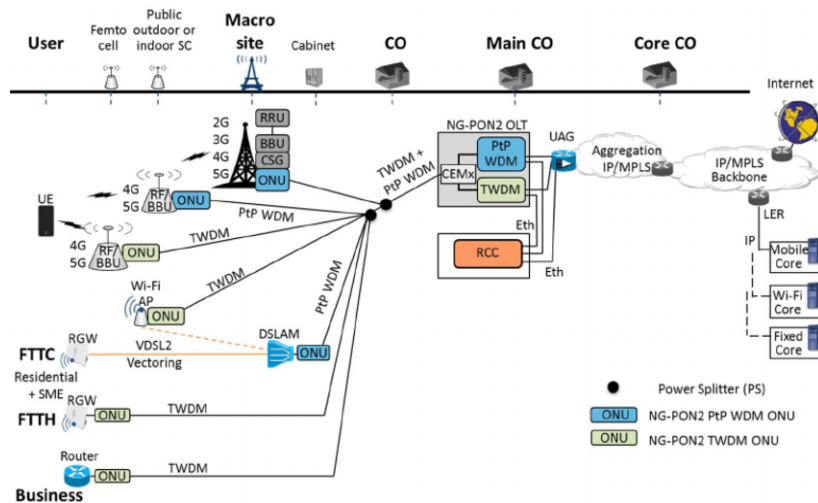 User
Femto
cell
Public
outdoor or
indoor SC
Macro
site
Cabinet
CO
Main CO
Core CO
Internet
2G
3G
4G
5G
RRU
BBU
CSG
ONU
NG-PON2 OLT
PtP
WDM
CEMx
TWDM
UAG
Aggregation
IP/MPLS
IP/MPLS
Backbone
LER
TWDM +
PtP WDM
UE
4G
5G
RF/
BBU
ONU
PtP WDM
4G
5G
RF/
BBU
ONU
TWDM
Eth
RCC
Eth
IP
Mobile
Core
Wi-Fi
Core
Fixed
Core
Wi-Fi
AP
ONU
TWDM
PtP WDM
RGW
FTTC
VDSL2
Vectoring
DSLAM
ONU
Residential
+ SME
RGW
FTTH
ONU
TWDM
Router
ONU
TWDM
Business
Power Splitter (PS)
ONU
NG-PON2 PtP WDM ONU
ONU
NG-PON2 TWDM ONU